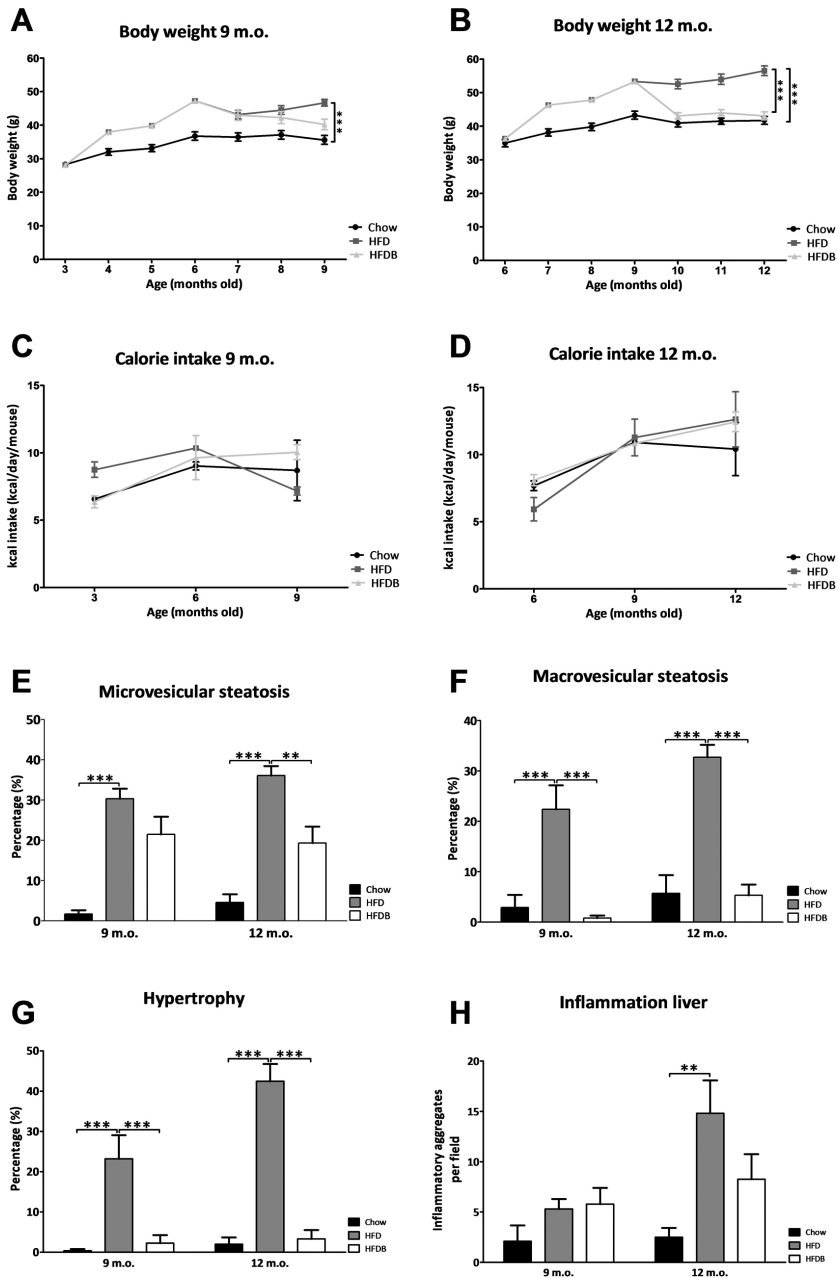 A
Body weight 9 m.o.
Body weight (g)
60
50
40
30
20
10
0
3 4 5 6 7 8 9
Age (months old)
***
Chow
HFD
HFDB
B
Body weight 12 m.o.
Body weight (g)
60
50
40
30
20
10
0
6 7 8 9 10 11 12
Age (months old)
***
***
Chow
HFD
HFDB
C
Calorie intake 9 m.o.
kcal intake (kcal/day/mouse)
15
10
5
0
3 6 9
Age (months old)
Chow
HFD
HFDB
D
Calorie intake 12 m.o.
kcal intake (kcal/day/mouse)
15
10
5
0
6 9 12
Age (months old)
Chow
HFD
HFDB
E
Microvesicular steatosis
Percentage (%)
50
40
30
20
10
0
***
*** **
9 m.o. 12 m.o.
Chow
HFD
HFDB
F
Macrovesicular steatosis
Percentage (%)
40
30
20
10
0
*** ***
*** ***
9 m.o. 12 m.o.
Chow
HFD
HFDB
G
Hypertrophy
Percentage (%)
50
40
30
20
10
0
*** ***
*** ***
9 m.o. 12 m.o.
Chow
HFD
HFDB
H
Inflammation liver
Inflammatory aggregates
per field
20
15
10
5
0
**
9 m.o. 12 m.o.
Chow
HFD
HFDB